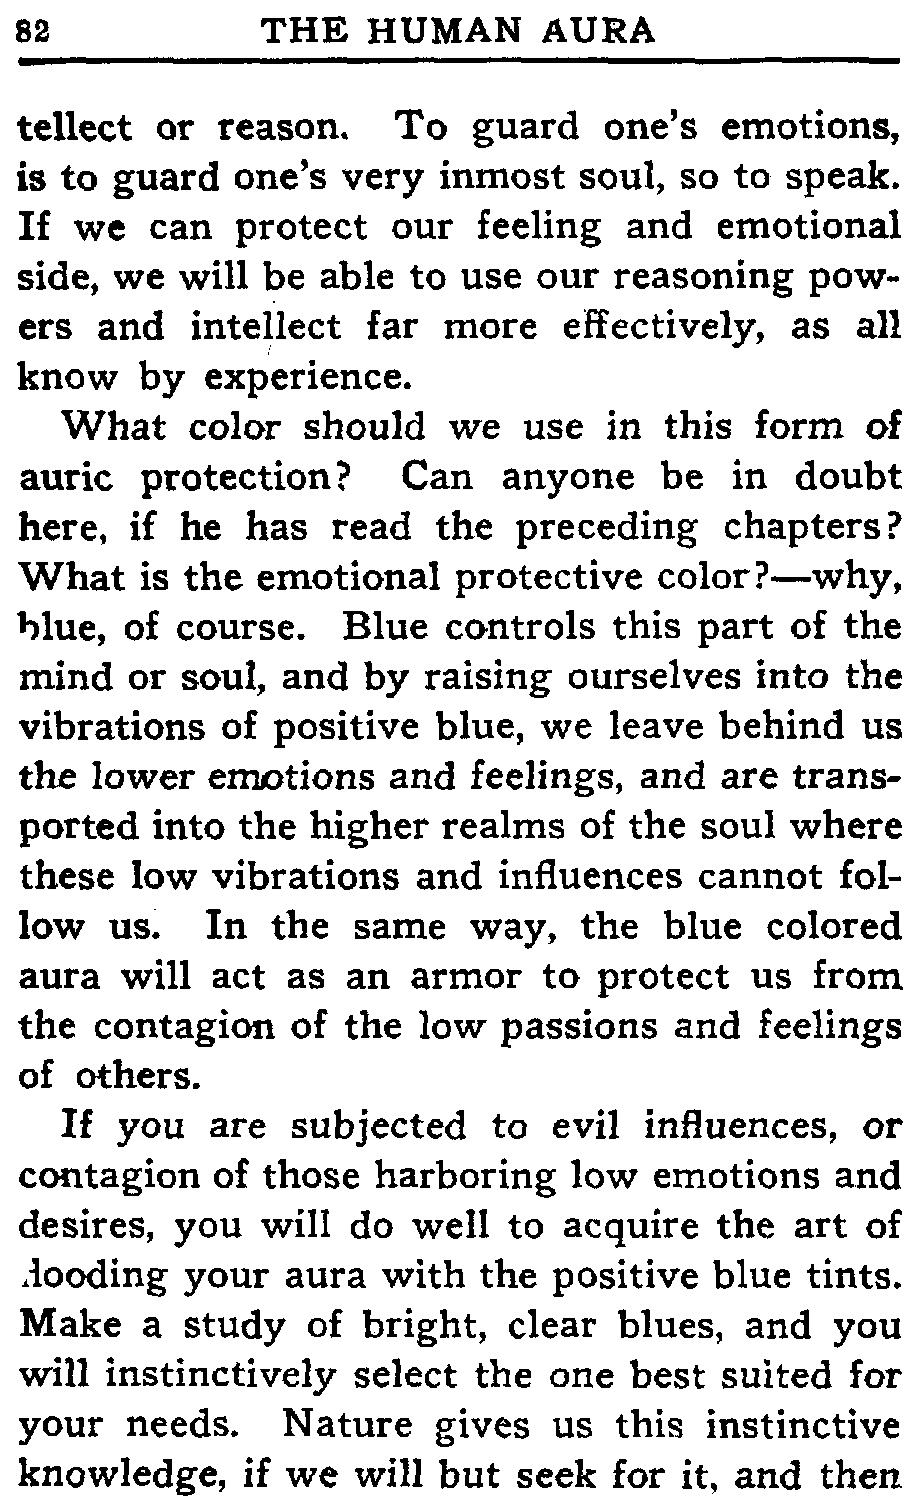 82 THE HUMAN AURA
tellect or reason. To guard one's emotions,
is to guard one's very inmost soul, so to speak.
If we can protect our feeling and emotional
side, we will be able to use our reasoning pow-
ers and intellect far more effectively, as all
know by experience.
What color should we use in this form of
auric protection? Can anyone be in doubt
here, if he has read the preceding chapters?
What is the emotional protective color?—why,
blue, of course. Blue controls this part of the
mind or soul, and by raising ourselves into the
vibrations of positive blue, we leave behind us
the lower emotions and feelings, and are trans-
ported into the higher realms of the soul where
these low vibrations and influences cannot fol-
low us. In the same way, the blue colored
aura will act as an armor to protect us from
the contagion of the low passions and feelings
of others.
If you are subjected to evil influences, or
contagion of those harboring low emotions and
desires, you will do well to acquire the art of
flooding your aura with the positive blue tints.
Make a study of bright, clear blues, and you
will instinctively select the one best suited for
your needs. Nature gives us this instinctive
knowledge, if we will but seek for it, and then